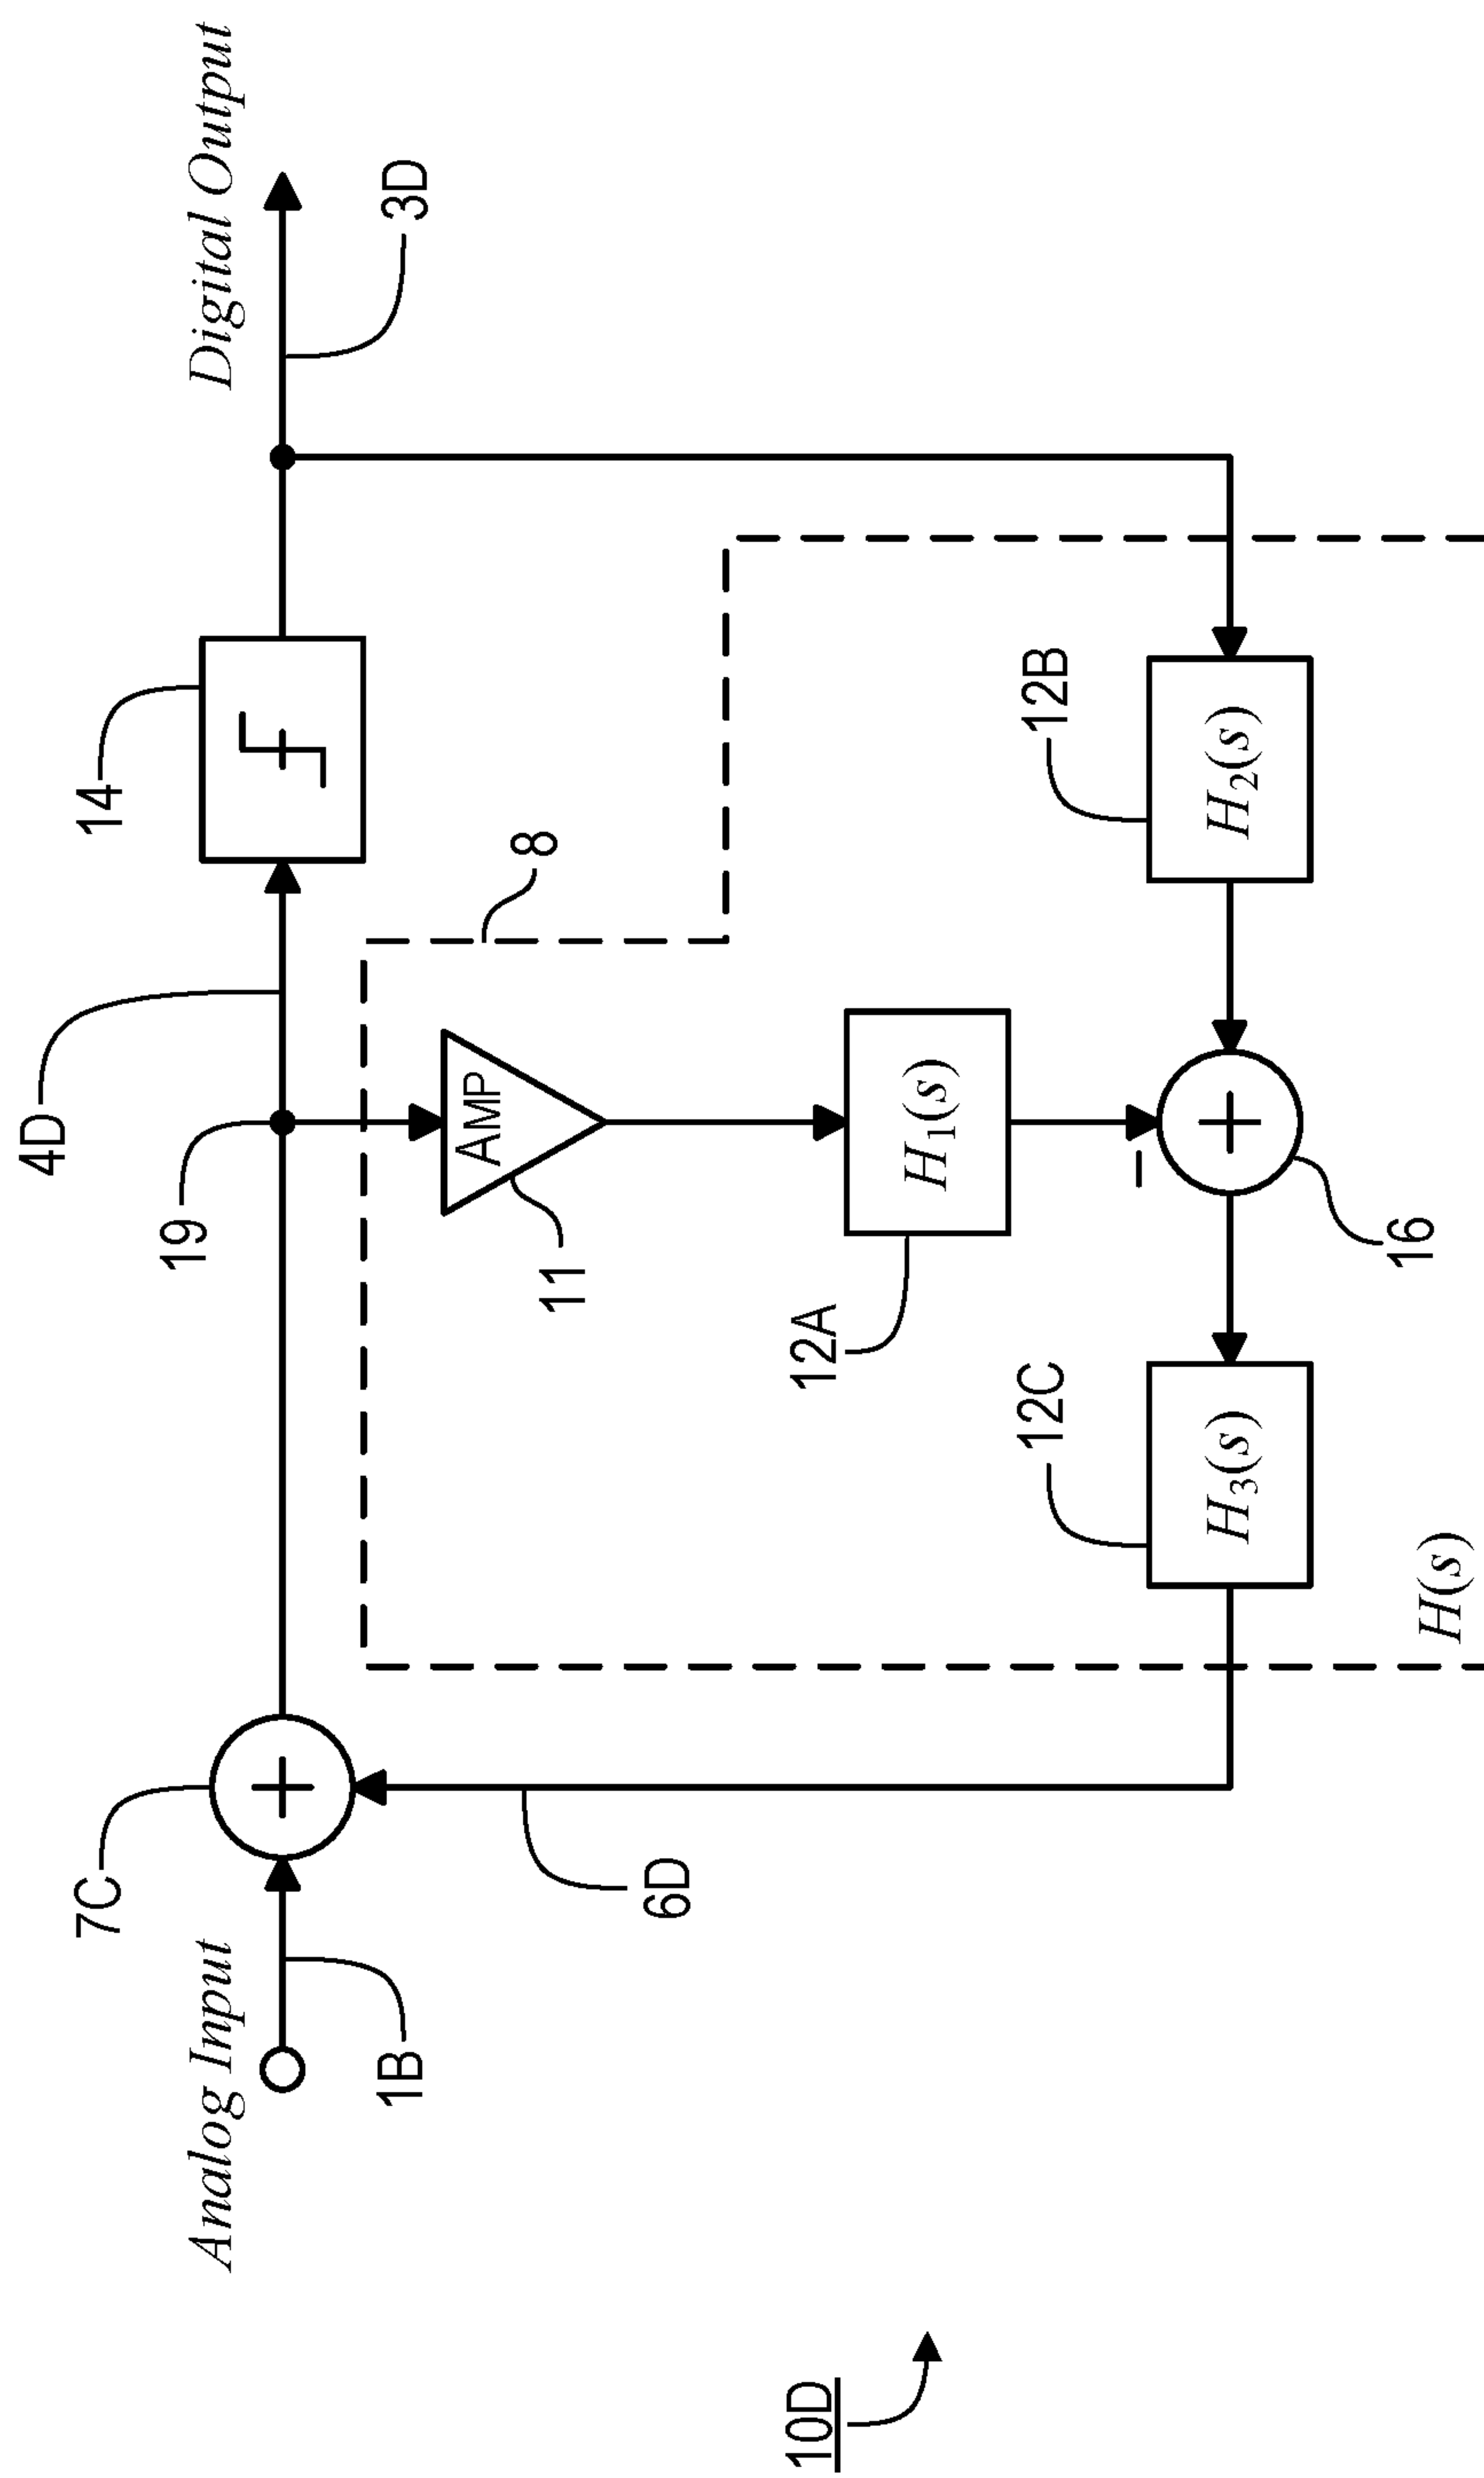 Analog Input
Digital Output
7C
19
4D
14
1B
3D
8
AMP
11
6D
12A
H1(s)
12C
12B
H3(s)
H2(s)
16
H(s)
10D